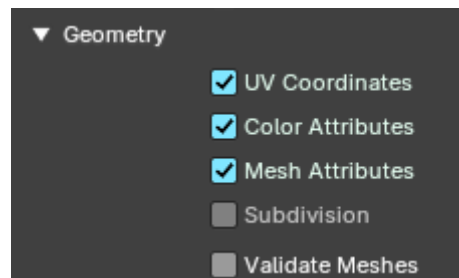 Geometry
UV Coordinates
Color Attributes
Mesh Attributes
Subdivision
Validate Meshes